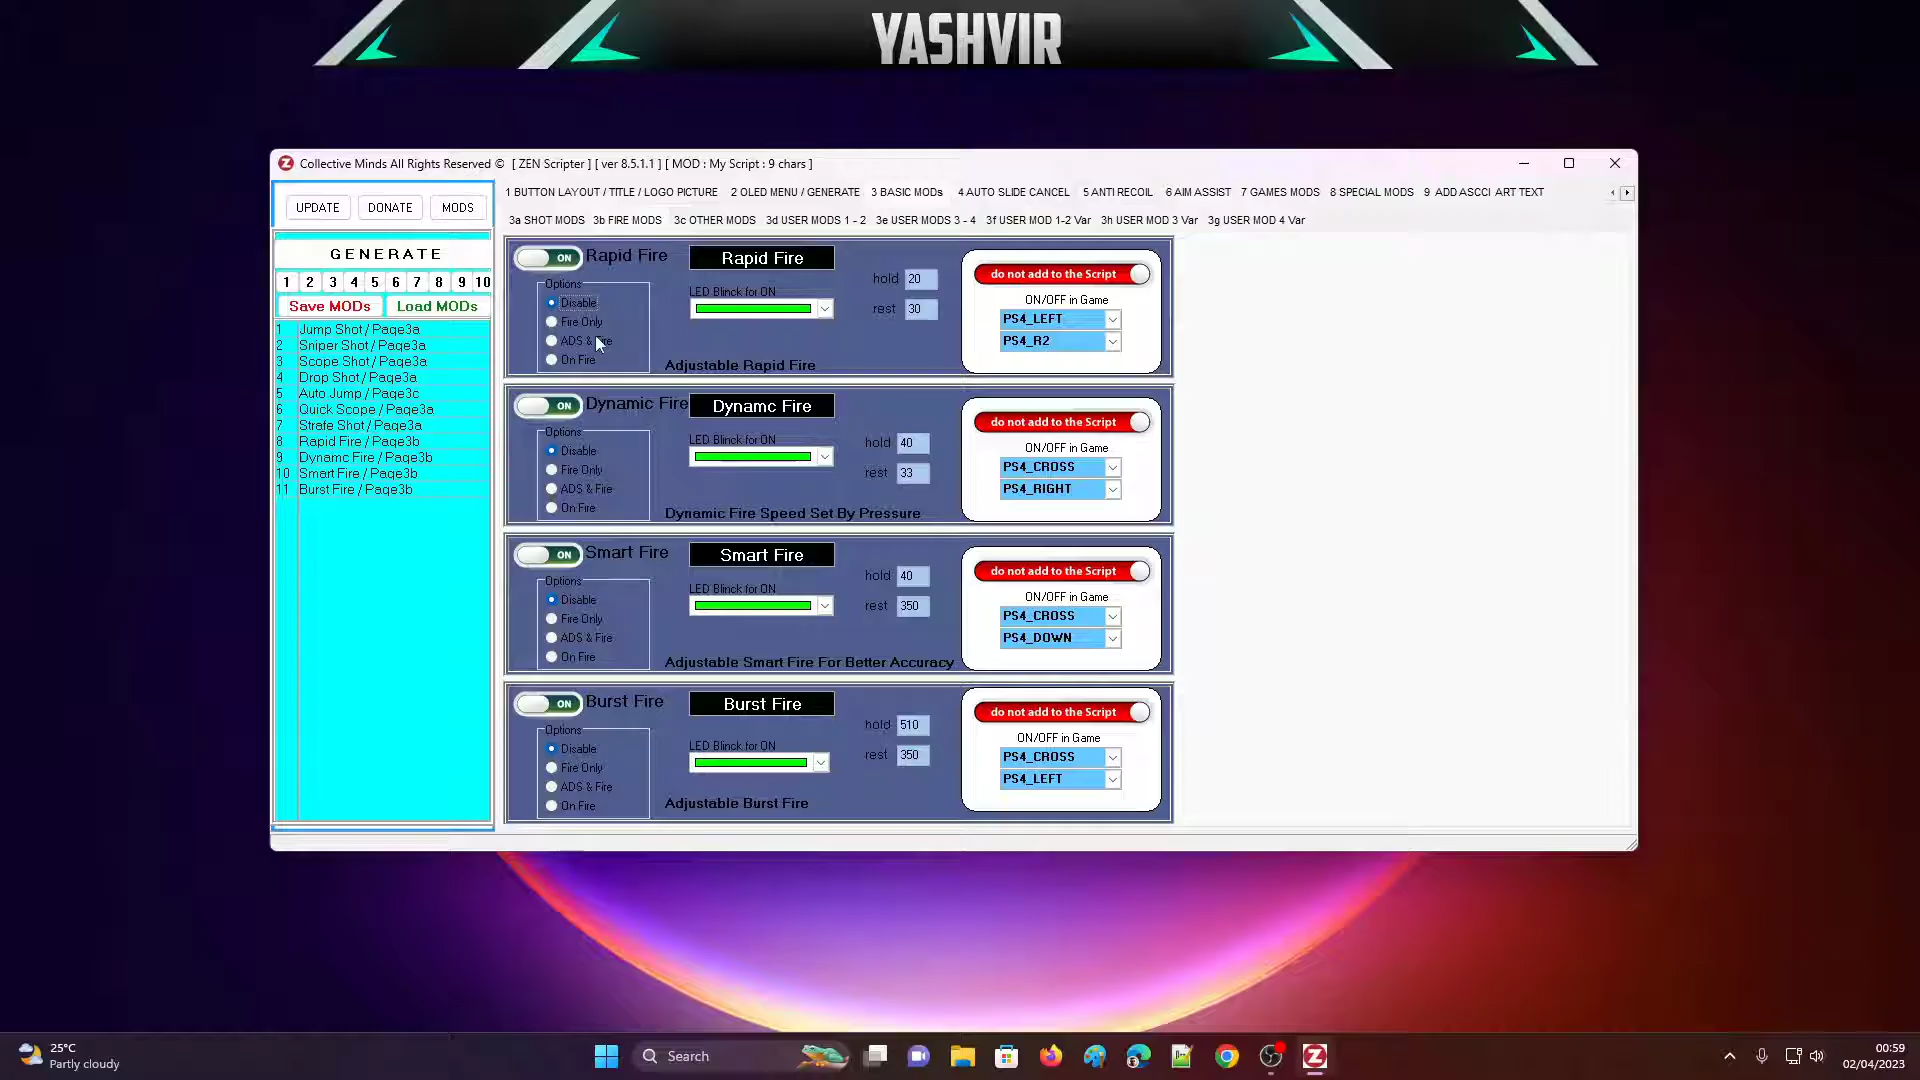 YASHVIR
Collective Minds All Rights Reserved © [ ZEN Scripter ] [ ver 8.5.1.1 ] [ MOD : My Script : 9 chars ]
UPDATE DONATE MODS
1 BUTTON LAYOUT / TITLE / LOGO PICTURE 2 OLED MENU / GENERATE 3 BASIC MODs 4 AUTO SLIDE CANCEL 5 ANTI RECOIL 6 AIM ASSIST 7 GAMES MODS 8 SPECIAL MODS 9 ADD ASCCI ART TEXT
3a SHOT MODS 3b FIRE MODS 3c OTHER MODS 3d USER MODS 1 - 2 3e USER MODS 3 - 4 3f USER MOD 1-2 Var 3h USER MOD 3 Var 3g USER MOD 4 Var
GENERATE
1 2 3 4 5 6 7 8 9 10
Save MODs Load MODs
1 Jump Shot / Page3a
2 Sniper Shot / Page3a
3 Scope Shot / Page3a
4 Drop Shot / Page3a
5 Auto Jump / Page3c
6 Quick Scope / Page3a
7 Strafe Shot / Page3a
8 Rapid Fire / Page3b
9 Dynamc Fire / Page3b
10 Smart Fire / Page3b
11 Burst Fire / Page3b
ON Rapid Fire
Rapid Fire
Options
Disable
Fire Only
ADS & Fire
On Fire
LED Blinck for ON
hold 20
rest 30
Adjustable Rapid Fire
do not add to the Script
ON/OFF in Game
PS4_LEFT
PS4_R2
ON Dynamic Fire
Dynamc Fire
Options
Disable
Fire Only
ADS & Fire
On Fire
LED Blinck for ON
hold 40
rest 33
Dynamic Fire Speed Set By Pressure
do not add to the Script
ON/OFF in Game
PS4_CROSS
PS4_RIGHT
ON Smart Fire
Smart Fire
Options
Disable
Fire Only
ADS & Fire
On Fire
LED Blinck for ON
hold 40
rest 350
Adjustable Smart Fire For Better Accuracy
do not add to the Script
ON/OFF in Game
PS4_CROSS
PS4_DOWN
ON Burst Fire
Burst Fire
Options
Disable
Fire Only
ADS & Fire
On Fire
LED Blinck for ON
hold 510
rest 350
Adjustable Burst Fire
do not add to the Script
ON/OFF in Game
PS4_CROSS
PS4_LEFT
25°C
Partly cloudy
Search
00:59
02/04/2023